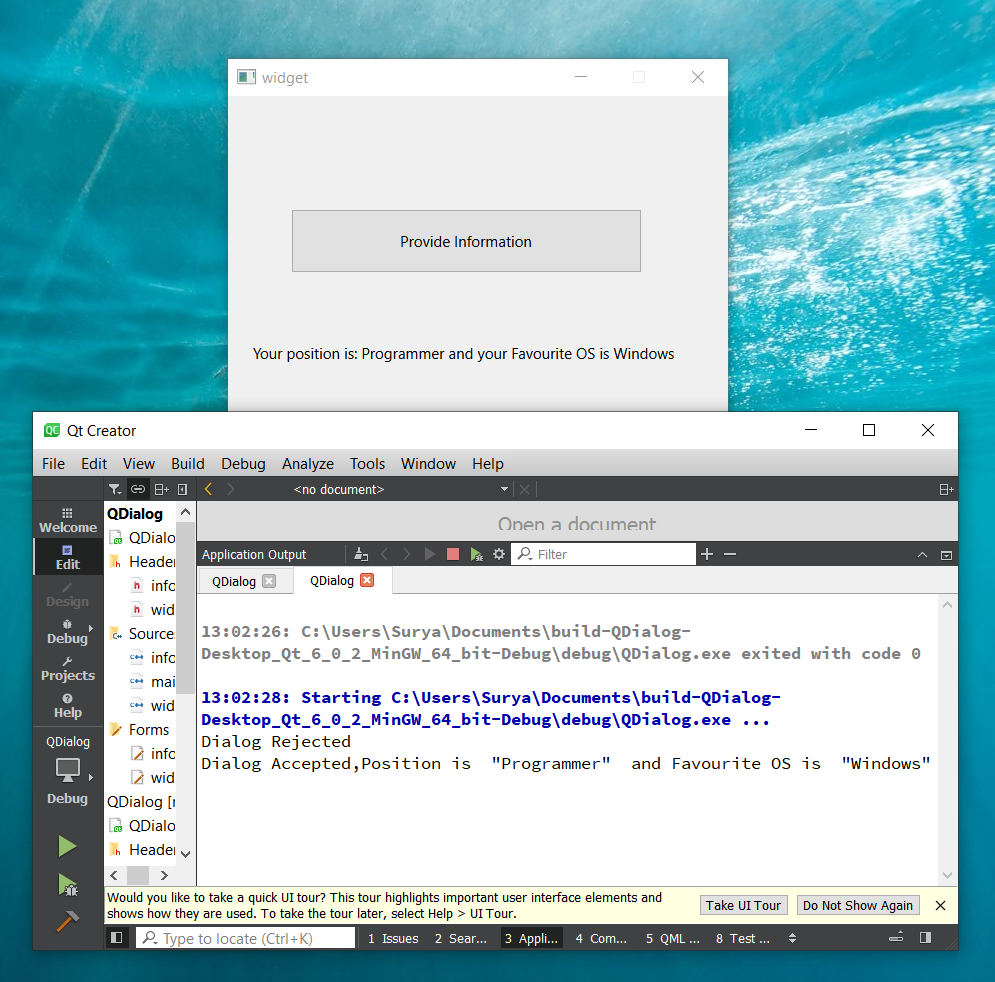 widget
Provide Information
Your position is: Programmer and your Favourite OS is Windows
QC Qt Creator
File Edit View Build Debug Analyze Tools Window Help
<no document>
Welcome
Edit
Design
Debug
Projects
Help
QDialog
Debug
QDialog
QDialo
Header
info
wid
Source
info
mai
wid
Forms
info
wid
QDialog [r
QDialo
Header
Open a document
Application Output
Filter
QDialog
QDialog
13:02:26: C:\Users\Surya\Documents\build-QDialog-
Desktop_Qt_6_0_2_MinGW_64_bit-Debug\debug\QDialog.exe exited with code 0
13:02:28: Starting C:\Users\Surya\Documents\build-QDialog-
Desktop_Qt_6_0_2_MinGW_64_bit-Debug\debug\QDialog.exe ...
Dialog Rejected
Dialog Accepted,Position is "Programmer" and Favourite OS is "Windows"
Would you like to take a quick UI tour? This tour highlights important user interface elements and
shows how they are used. To take the tour later, select Help > UI Tour.
Take UI Tour
Do Not Show Again
Type to locate (Ctrl+K)
1 Issues
2 Sear...
3 Appli...
4 Com...
5 QML ...
8 Test ...